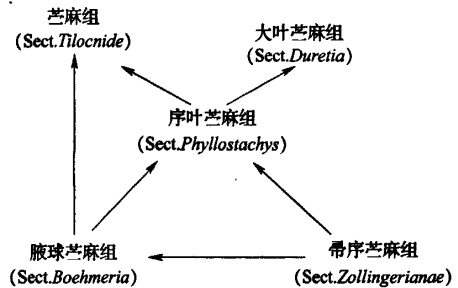 苎麻组
(Sect.Tilocnide)
大叶苎麻组
(Sect.Duretia)
序叶苎麻组
(Sect.Phyllostachys)
腋球苎麻组
(Sect.Boehmeria)
帚序苎麻组
(Sect.Zollingerianae)